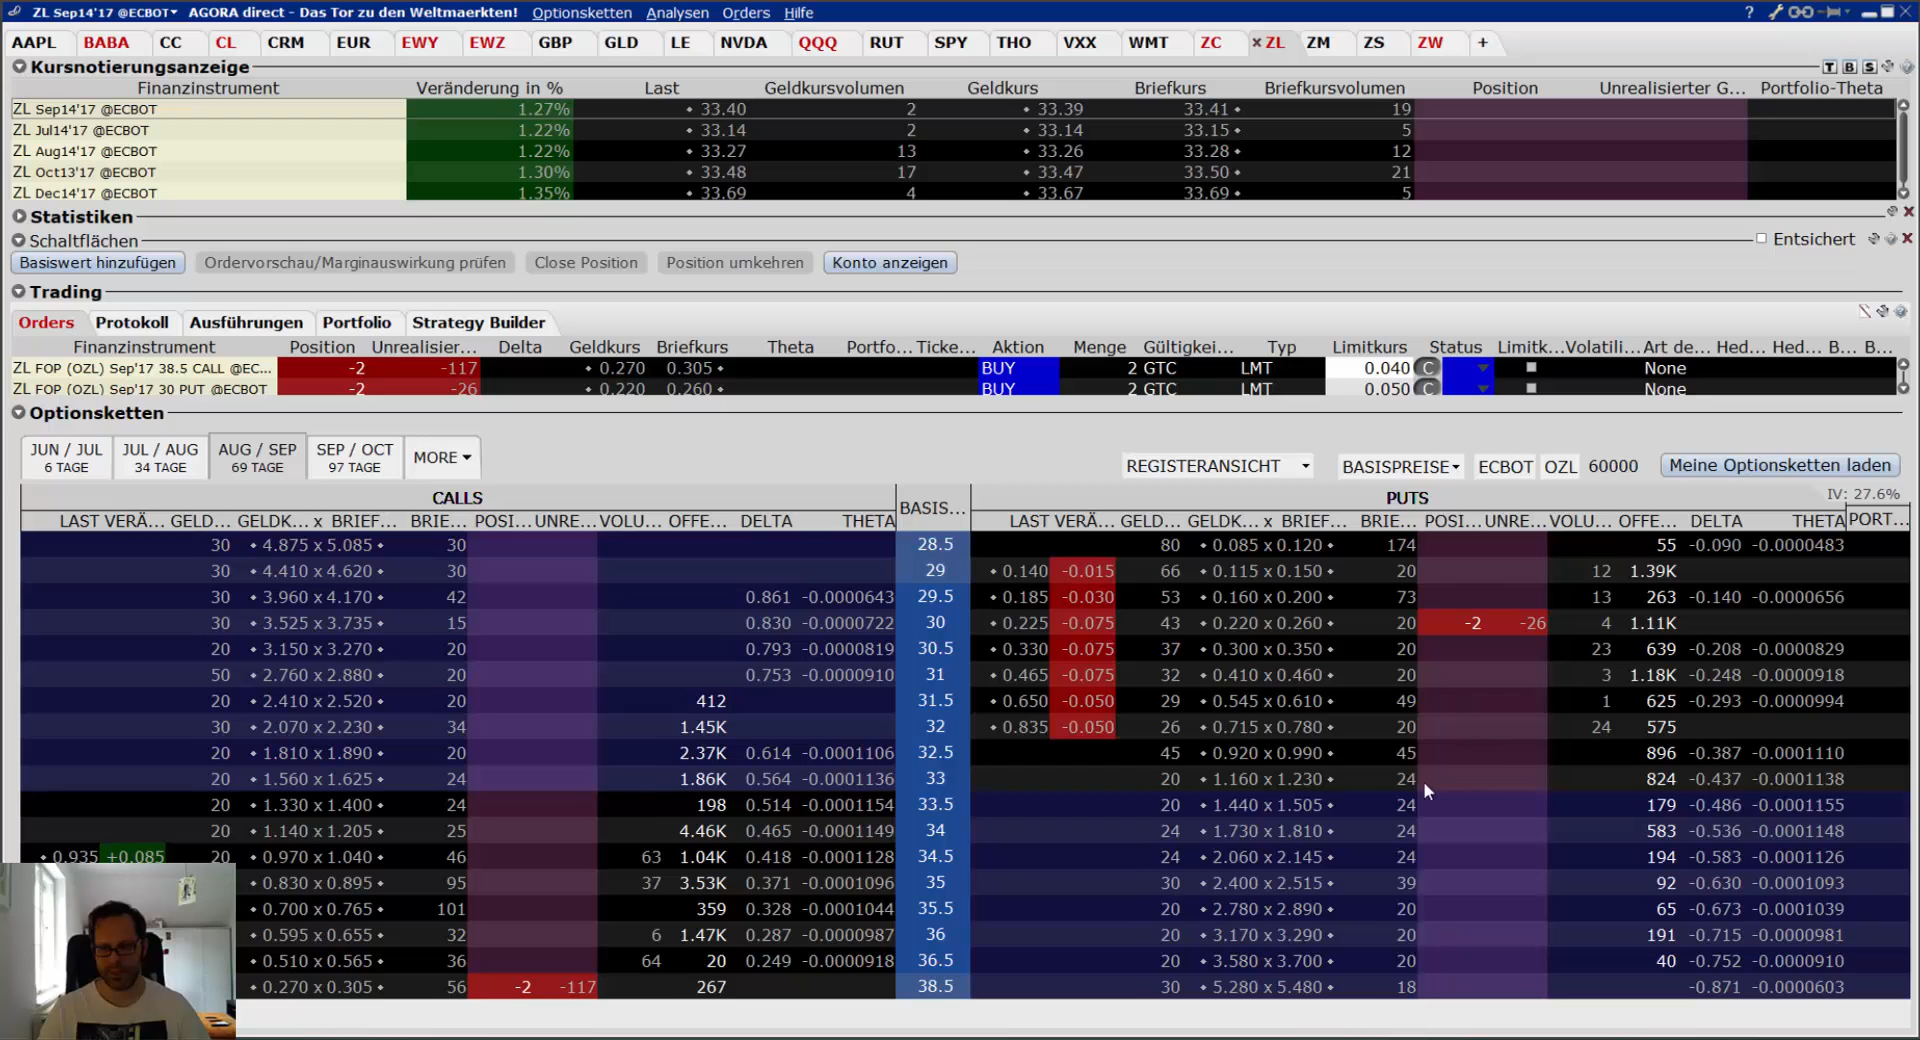 ZL Sep14'17 @ECBOT▾ AGORA direct - Das Tor zu den Weltmaerkten! Optionsketten Analysen Orders Hilfe ?
AAPL BABA CC CL CRM EUR EWY EWZ GBP GLD LE NVDA QQQ RUT SPY THO VXX WMT ZC × ZL ZM ZS ZW +
Kursnotierungsanzeige T B S
Finanzinstrument Veränderung in % Last Geldkursvolumen Geldkurs Briefkurs Briefkursvolumen Position Unrealisierter G... Portfolio-Theta
ZL Sep14'17 @ECBOT 1.27% 33.40 2 33.39 33.41 19
ZL Jul14'17 @ECBOT 1.22% 33.14 2 33.14 33.15 5
ZL Aug14'17 @ECBOT 1.22% 33.27 13 33.26 33.28 12
ZL Oct13'17 @ECBOT 1.30% 33.48 17 33.47 33.50 21
ZL Dec14'17 @ECBOT 1.35% 33.69 4 33.67 33.69 5
Statistiken
Schaltflächen Entsichert
Basiswert hinzufügen Ordervorschau/Marginauswirkung prüfen Close Position Position umkehren Konto anzeigen
Trading
Orders Protokoll Ausführungen Portfolio Strategy Builder
Finanzinstrument Position Unrealisier... Delta Geldkurs Briefkurs Theta Portfo... Ticke... Aktion Menge Gültigkei... Typ Limitkurs Status Limitk... Volatili... Art de... Hed... Hed... B... B...
ZL FOP (OZL) Sep'17 38.5 CALL @EC... -2 -117 0.270 0.305 BUY 2 GTC LMT 0.040 C None
ZL FOP (OZL) Sep'17 30 PUT @ECBOT -2 -26 0.220 0.260 BUY 2 GTC LMT 0.050 C None
Optionsketten
JUN / JUL 6 TAGE JUL / AUG 34 TAGE AUG / SEP 69 TAGE SEP / OCT 97 TAGE MORE REGISTERANSICHT BASISPREISE ECBOT OZL 60000 Meine Optionsketten laden
CALLS BASIS... PUTS IV: 27.6%
LAST VERÄ... GELD... GELDK... x BRIEF... BRIE... POSI... UNRE... VOLU... OFFE... DELTA THETA LAST VERÄ... GELD... GELDK... x BRIEF... BRIE... POSI... UNRE... VOLU... OFFE... DELTA THETA PORT...
30 4.875 x 5.085 30 28.5 80 0.085 x 0.120 174 55 -0.090 -0.0000483
30 4.410 x 4.620 30 29 0.140 -0.015 66 0.115 x 0.150 20 12 1.39K
30 3.960 x 4.170 42 0.861 -0.0000643 29.5 0.185 -0.030 53 0.160 x 0.200 73 13 263 -0.140 -0.0000656
30 3.525 x 3.735 15 0.830 -0.0000722 30 0.225 -0.075 43 0.220 x 0.260 20 -2 -26 4 1.11K
20 3.150 x 3.270 20 0.793 -0.0000819 30.5 0.330 -0.075 37 0.300 x 0.350 20 23 639 -0.208 -0.0000829
50 2.760 x 2.880 20 0.753 -0.0000910 31 0.465 -0.075 32 0.410 x 0.460 20 3 1.18K -0.248 -0.0000918
20 2.410 x 2.520 20 412 31.5 0.650 -0.050 29 0.545 x 0.610 49 1 625 -0.293 -0.0000994
30 2.070 x 2.230 34 1.45K 32 0.835 -0.050 26 0.715 x 0.780 20 24 575
20 1.810 x 1.890 20 2.37K 0.614 -0.0001106 32.5 45 0.920 x 0.990 45 896 -0.387 -0.0001110
20 1.560 x 1.625 24 1.86K 0.564 -0.0001136 33 20 1.160 x 1.230 24 824 -0.437 -0.0001138
20 1.330 x 1.400 24 198 0.514 -0.0001154 33.5 20 1.440 x 1.505 24 179 -0.486 -0.0001155
20 1.140 x 1.205 25 4.46K 0.465 -0.0001149 34 24 1.730 x 1.810 24 583 -0.536 -0.0001148
0.935 +0.085 20 0.970 x 1.040 46 63 1.04K 0.418 -0.0001128 34.5 24 2.060 x 2.145 24 194 -0.583 -0.0001126
0.830 x 0.895 95 37 3.53K 0.371 -0.0001096 35 30 2.400 x 2.515 39 92 -0.630 -0.0001093
0.700 x 0.765 101 359 0.328 -0.0001044 35.5 20 2.780 x 2.890 20 65 -0.673 -0.0001039
0.595 x 0.655 32 6 1.47K 0.287 -0.0000987 36 20 3.170 x 3.290 20 191 -0.715 -0.0000981
0.510 x 0.565 36 64 20 0.249 -0.0000918 36.5 20 3.580 x 3.700 20 40 -0.752 -0.0000910
0.270 x 0.305 56 -2 -117 267 38.5 30 5.280 x 5.480 18 -0.871 -0.0000603